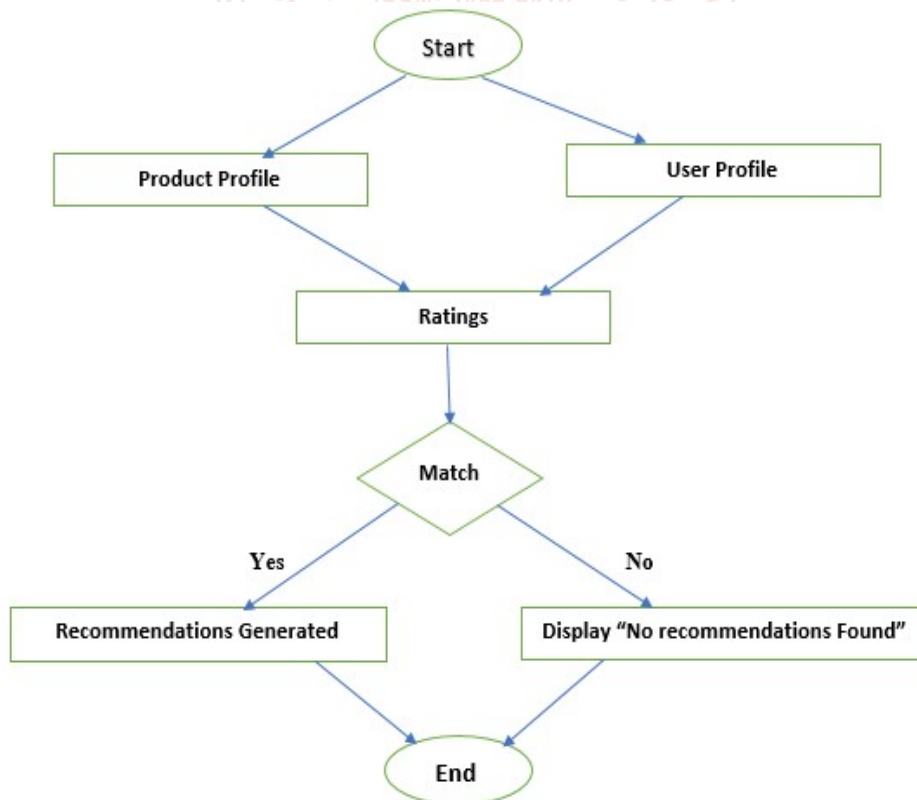 Start
Product Profile
User Profile
Ratings
Match
Yes
No
Recommendations Generated
Display “No recommendations Found”
End